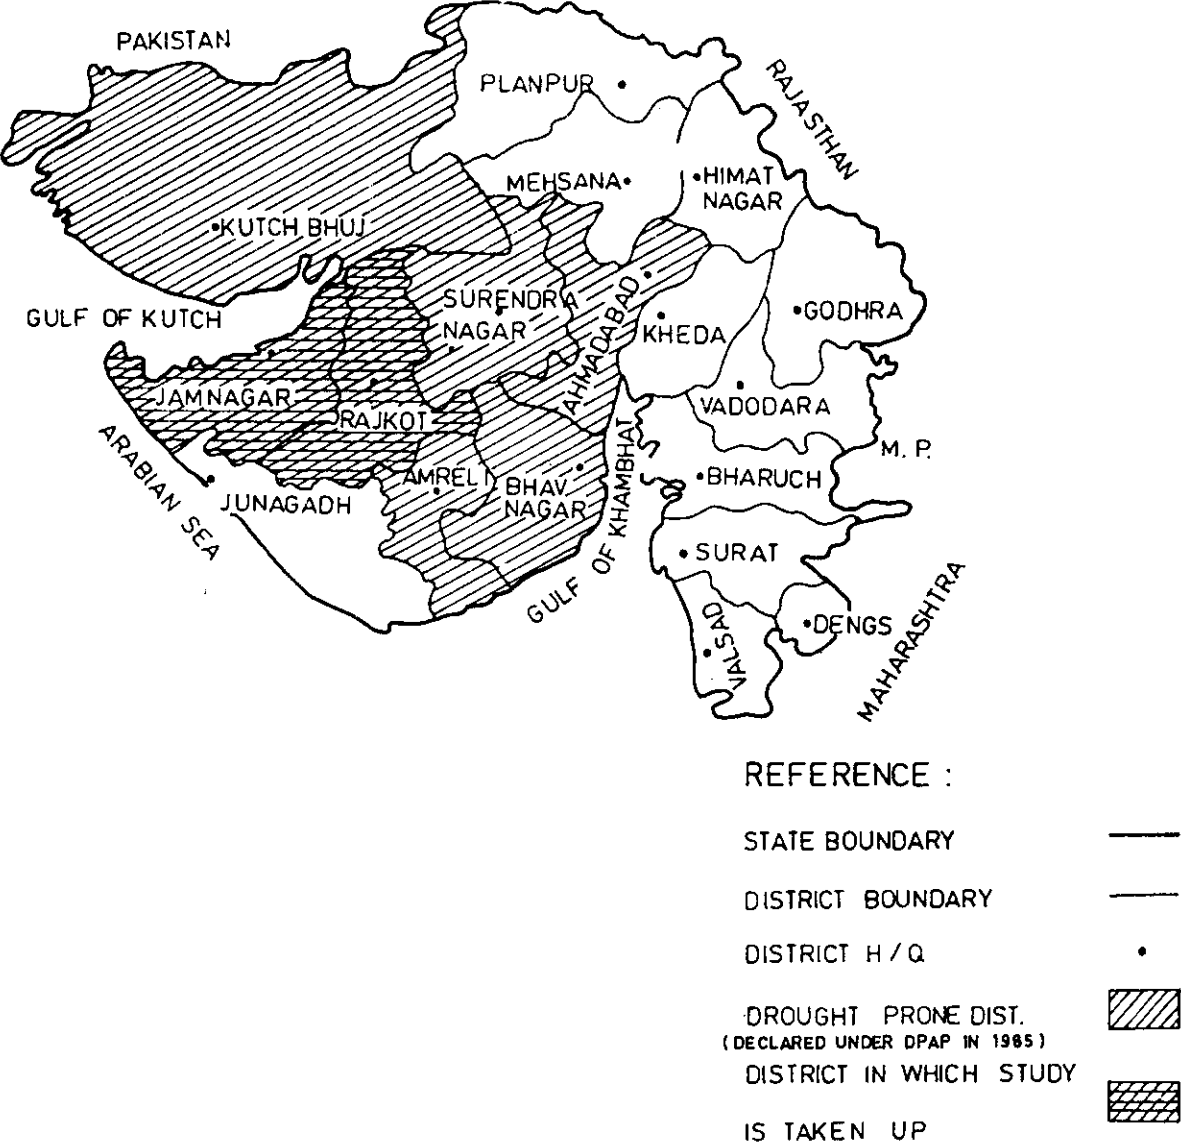 PAKISTAN
PLANPUR
RAJASTHAN
MEHSANA
HIMAT
NAGAR
KUTCH BHUJ
GULF OF KUTCH
SURENDRA
NAGAR
AHMADABAD
KHEDA
GODHRA
JAMNAGAR
RAJKOT
VADODARA
ARABIAN SEA
M. P.
AMRELI
BHAV
NAGAR
GULF OF KHAMBHAT
BHARUCH
JUNAGADH
SURAT
VALSAD
DENGS
MAHARASHTRA
REFERENCE :
STATE BOUNDARY
DISTRICT BOUNDARY
DISTRICT H / Q
DROUGHT PRONE DIST.
(DECLARED UNDER DPAP IN 1985)
DISTRICT IN WHICH STUDY
IS TAKEN UP